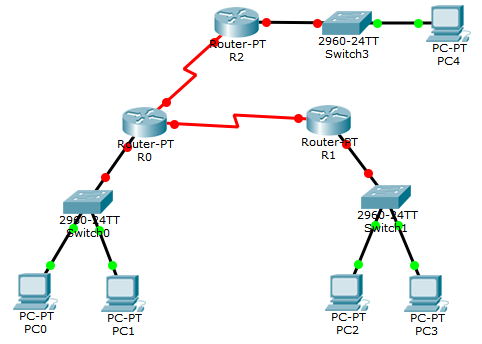 Router-PT
R2
2960-24TT
Switch3
PC-PT
PC4
Router-PT
R0
Router-PT
R1
2960-24TT
Switch0
2960-24TT
Switch1
PC-PT
PC0
PC-PT
PC1
PC-PT
PC2
PC-PT
PC3